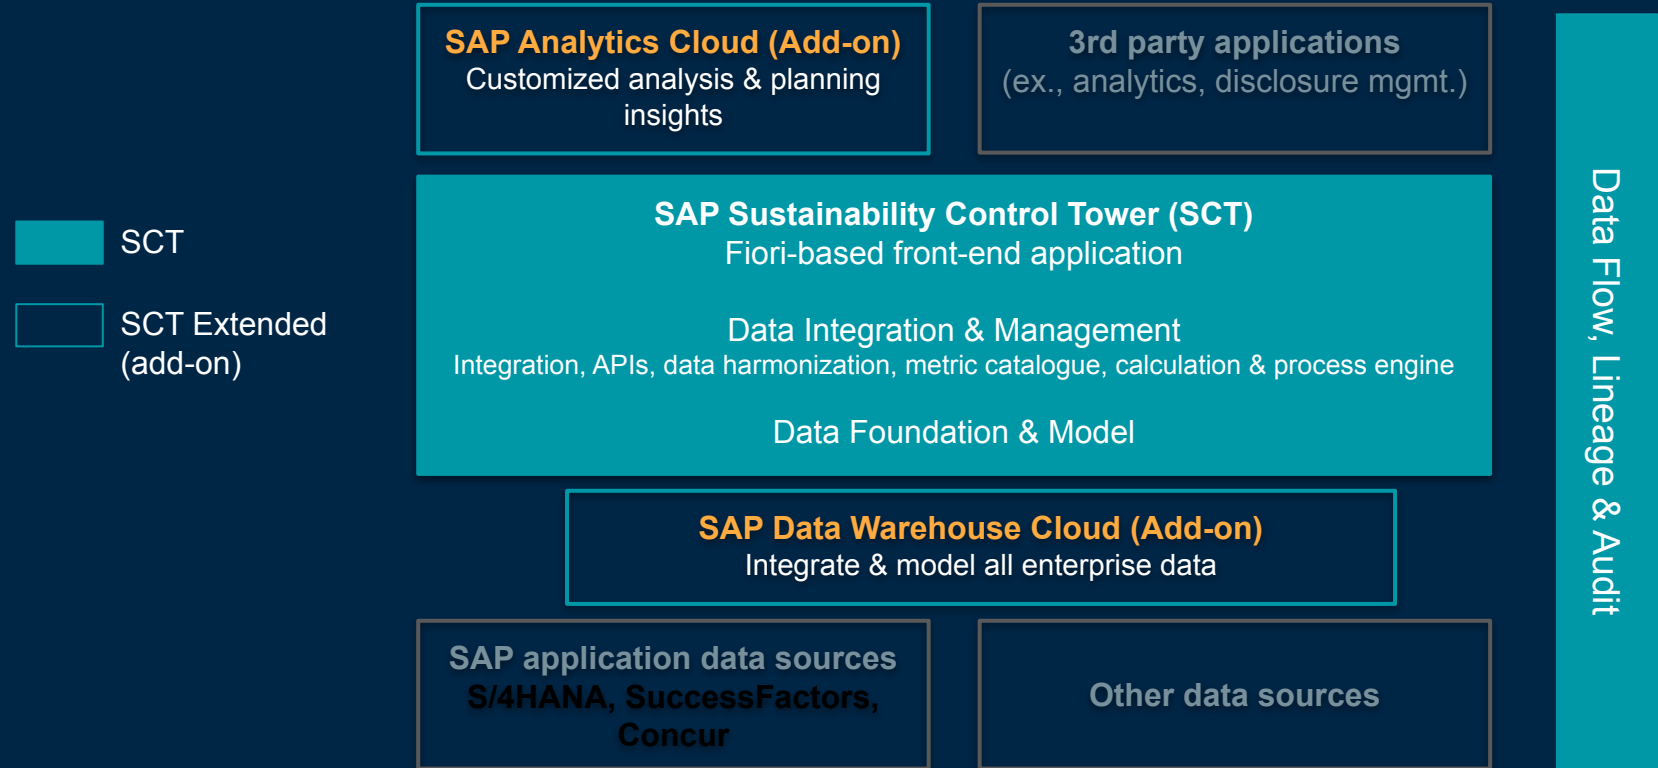 SAP Analytics Cloud (Add-on)
Customized analysis & planning
insights
3rd party applications
(ex., analytics, disclosure mgmt.)
SCT
SCT Extended
(add-on)
SAP Sustainability Control Tower (SCT)
Fiori-based front-end application
Data Integration & Management
Integration, APIs, data harmonization, metric catalogue, calculation & process engine
Data Foundation & Model
SAP Data Warehouse Cloud (Add-on)
Integrate & model all enterprise data
SAP application data sources
S/4HANA, SuccessFactors,
Concur
Other data sources
Data Flow, Lineage & Audit